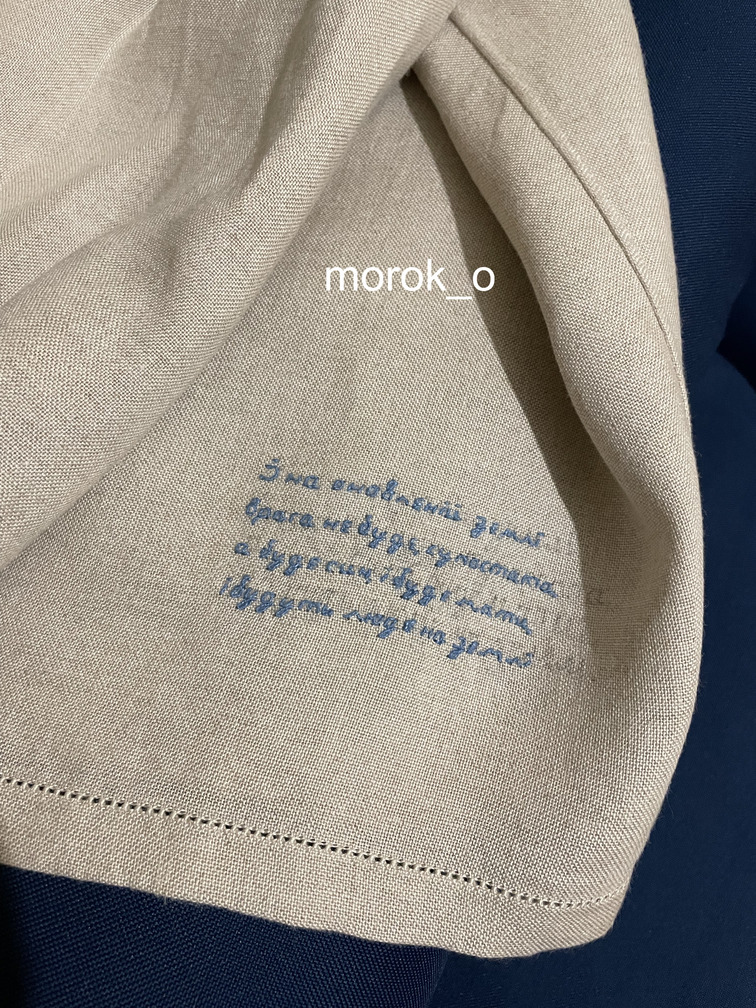 morok_o
І на оновленій землі
врага не буде, супостата,
а буде син, і буде мати,
і будуть люде на землі